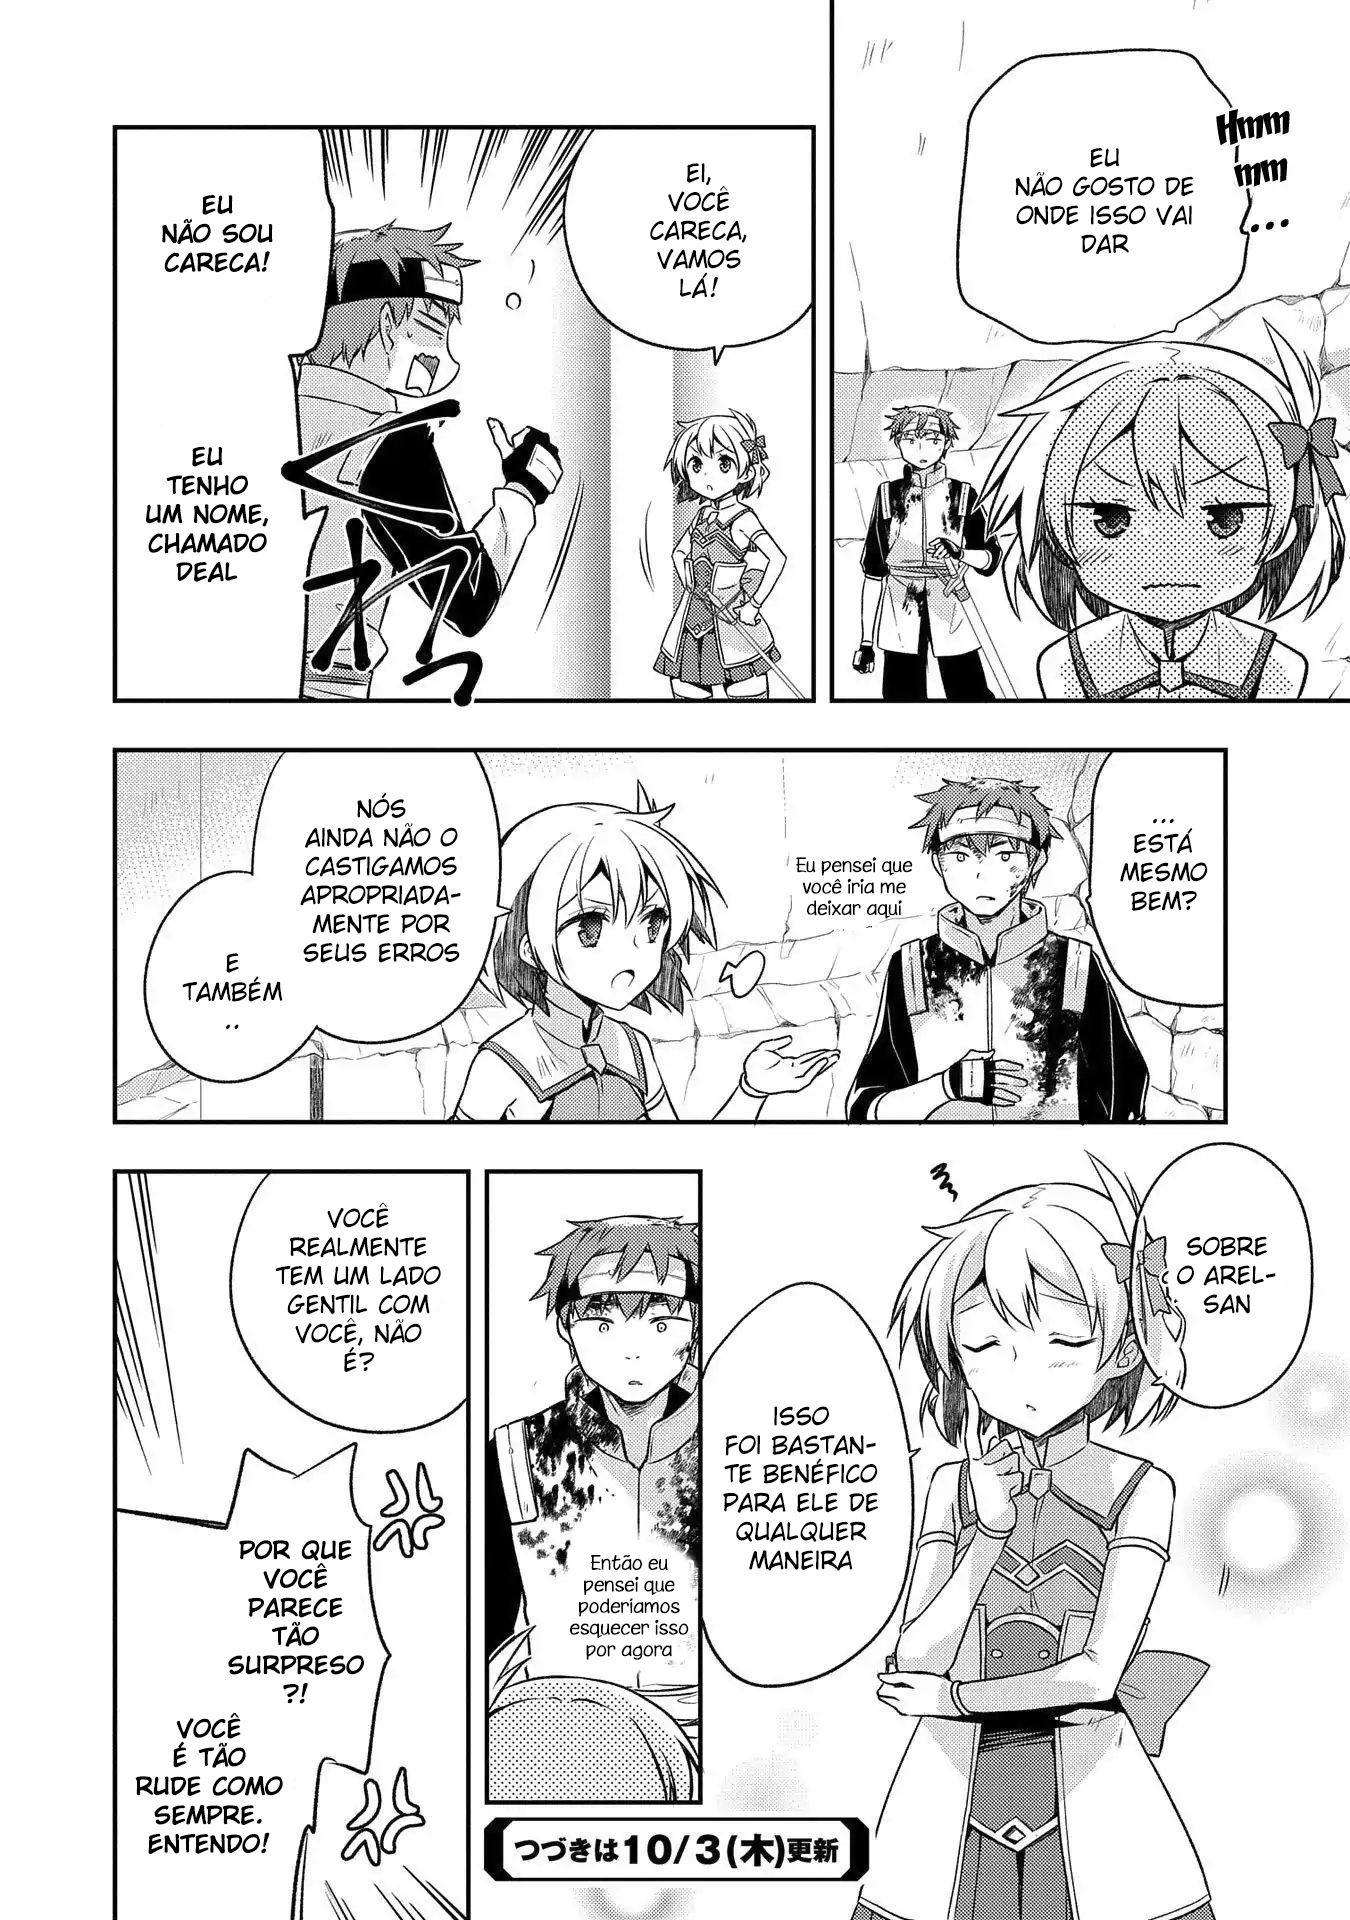 Hmm
mm
...
EU
NÃO GOSTO DE
ONDE ISSO VAI
DAR
EI,
VOCÊ
CARECA,
VAMOS
LÁ!
EU
NÃO SOU
CARECA!
EU
TENHO
UM NOME,
CHAMADO
DEAL
...
ESTÁ
MESMO
BEM?
Eu pensei que
você iria me
deixar aqui
NÓS
AINDA NÃO O
CASTIGAMOS
APROPRIADA-
MENTE POR
SEUS ERROS
E
TAMBÉM
..
SOBRE
O AREL-
SAN
ISSO
FOI BASTAN-
TE BENÉFICO
PARA ELE DE
QUALQUER
MANEIRA
Então eu
pensei que
poderíamos
esquecer isso
por agora
VOCÊ
REALMENTE
TEM UM LADO
GENTIL COM
VOCÊ, NÃO
É?
POR QUE
VOCÊ
PARECE
TÃO
SURPRESO
?!
VOCÊ
É TÃO
RUDE COMO
SEMPRE.
ENTENDO!
つづきは10/3(木)更新